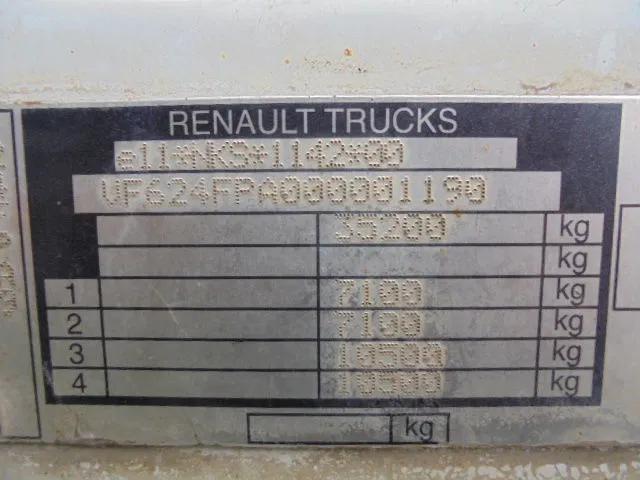 RENAULT TRUCKS
e11*NKS*1142*00
VF624FPA000001190
35200 kg
kg
1 7100 kg
2 7100 kg
3 10500 kg
4 10500 kg
kg